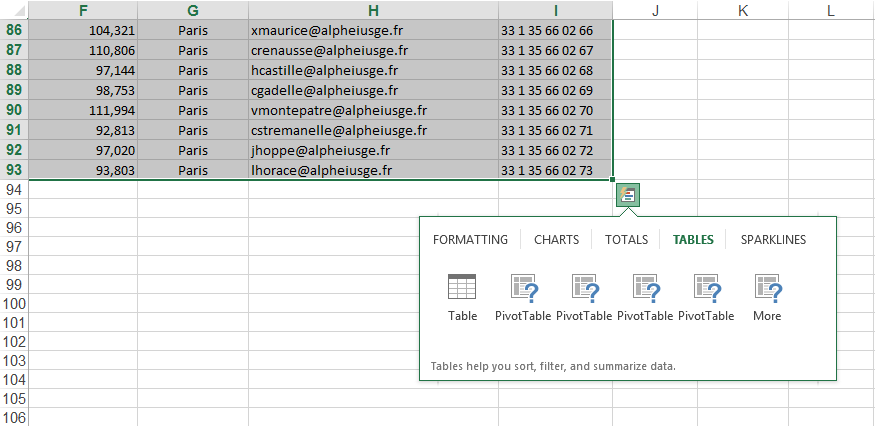 F G H I J K L
86 104,321 Paris xmaurice@alpheiusge.fr 33 1 35 66 02 66
87 110,806 Paris crenausse@alpheiusge.fr 33 1 35 66 02 67
88 97,144 Paris hcastille@alpheiusge.fr 33 1 35 66 02 68
89 98,753 Paris cgadelle@alpheiusge.fr 33 1 35 66 02 69
90 111,994 Paris vmontepatre@alpheiusge.fr 33 1 35 66 02 70
91 92,813 Paris cstremanelle@alpheiusge.fr 33 1 35 66 02 71
92 97,020 Paris jhoppe@alpheiusge.fr 33 1 35 66 02 72
93 93,803 Paris lhorace@alpheiusge.fr 33 1 35 66 02 73
94
95
96
97
98
99
100
101
102
103
104
105
106
FORMATTING CHARTS TOTALS TABLES SPARKLINES
Table PivotTable PivotTable PivotTable PivotTable More
Tables help you sort, filter, and summarize data.